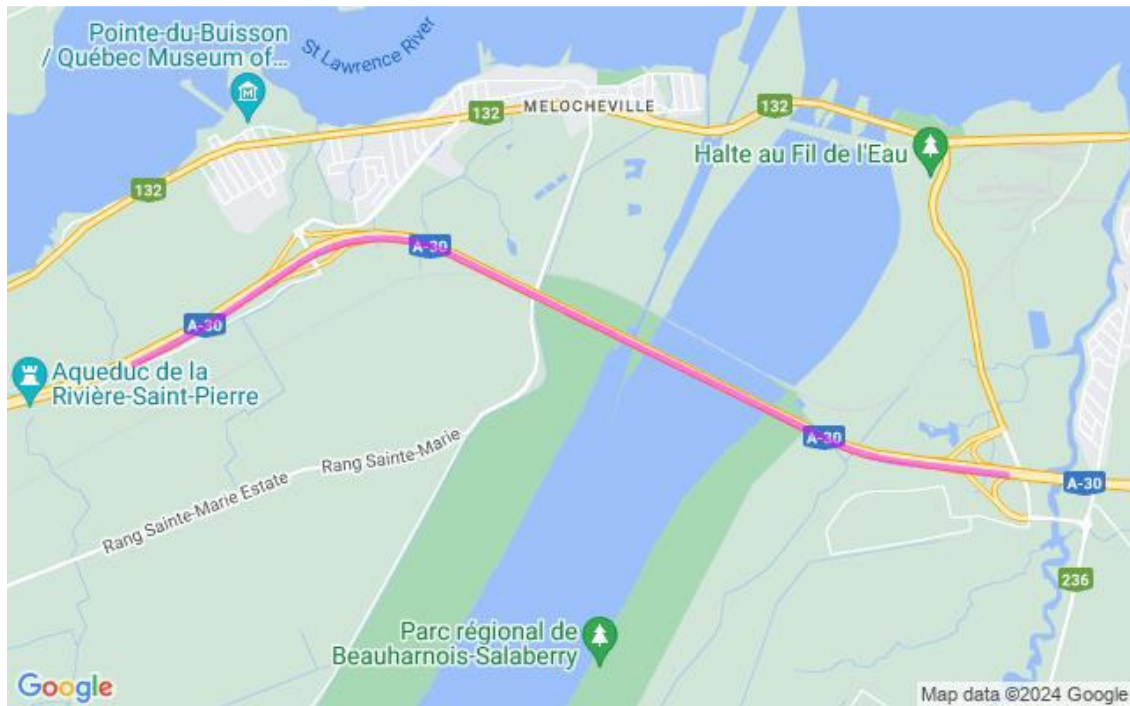 Pointe-du-Buisson
/ Québec Museum of...
St Lawrence River
132
MELOCHEVILLE
132
Halte au Fil de l'Eau
132
A-30
A-30
Aqueduc de la
Rivière-Saint-Pierre
Rang Sainte-Marie
Rang Sainte-Marie Estate
A-30
A-30
236
Parc régional de
Beauharnois-Salaberry
Google
Map data ©2024 Google